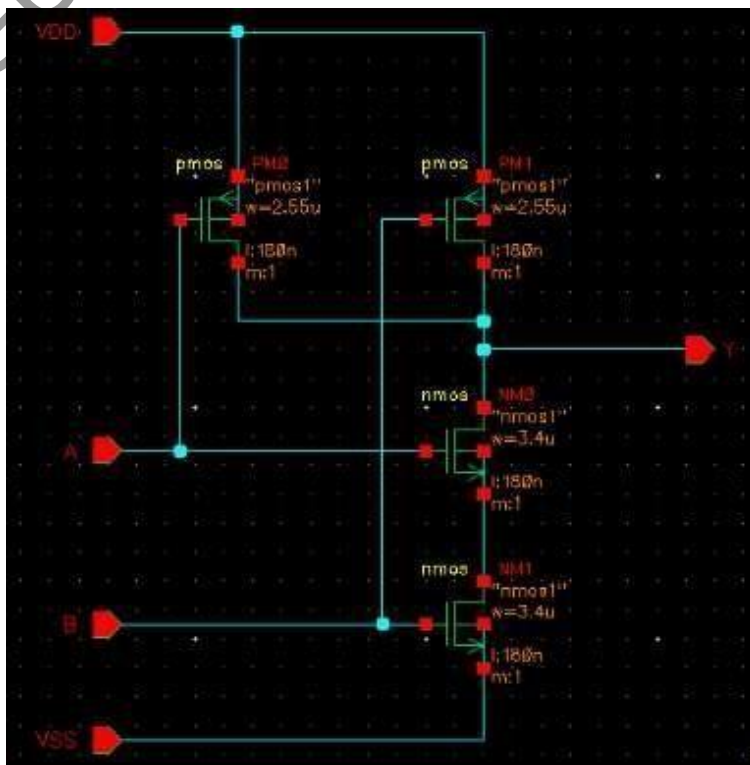 VDD
pmos PM0
"pmos1"
w=2.55u
l:180n
m:1
pmos PM1
"pmos1"
w=2.55u
l:180n
m:1
Y
nmos NM0
"nmos1"
w=3.4u
l:180n
m:1
A
nmos NM1
"nmos1"
w=3.4u
l:180n
m:1
B
VSS